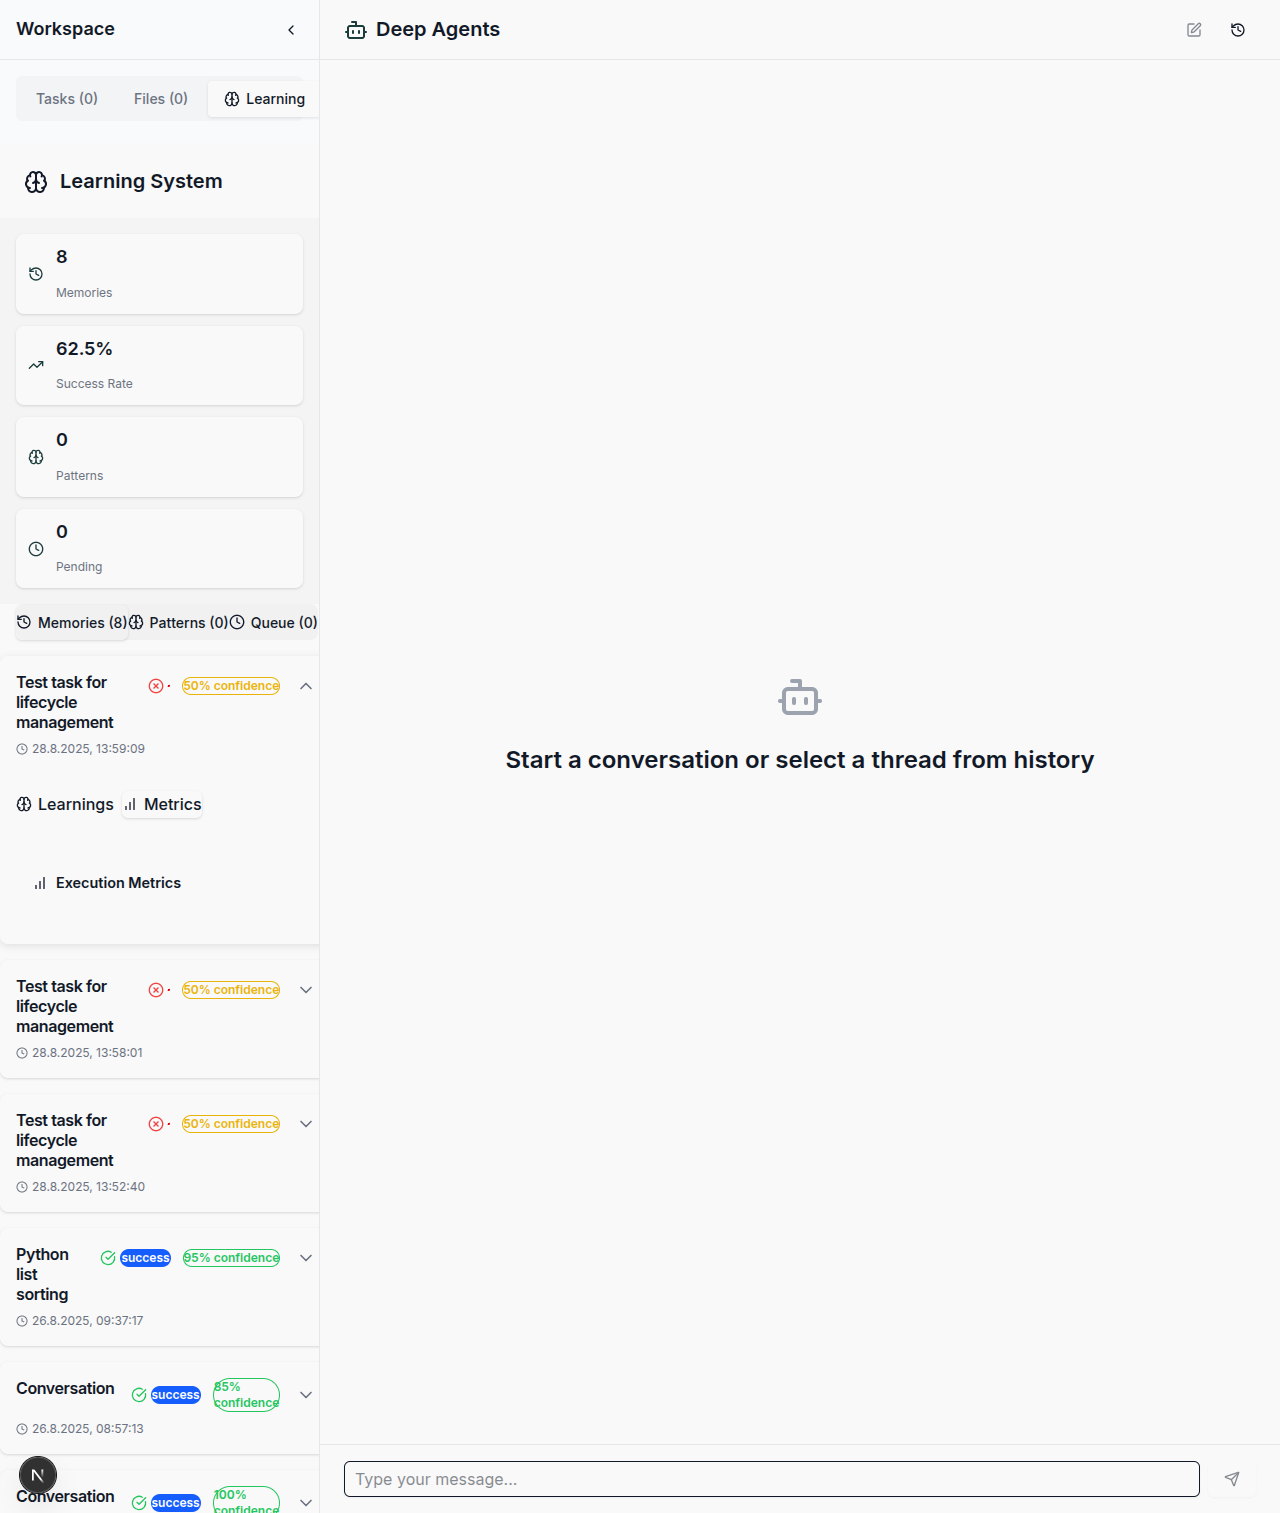 Workspace
Deep Agents
Tasks (0) Files (0) Learning
Learning System
8
Memories
62.5%
Success Rate
0
Patterns
0
Pending
Memories (8) Patterns (0) Queue (0)
Test task for
lifecycle
management
50% confidence
28.8.2025, 13:59:09
Learnings Metrics
Execution Metrics
Test task for
lifecycle
management
50% confidence
28.8.2025, 13:58:01
Test task for
lifecycle
management
50% confidence
28.8.2025, 13:52:40
Python
list
sorting
success 95% confidence
26.8.2025, 09:37:17
Conversation
success
85%
confidence
26.8.2025, 08:57:13
Conversation
success
100%
confidence
N
Start a conversation or select a thread from history
Type your message...